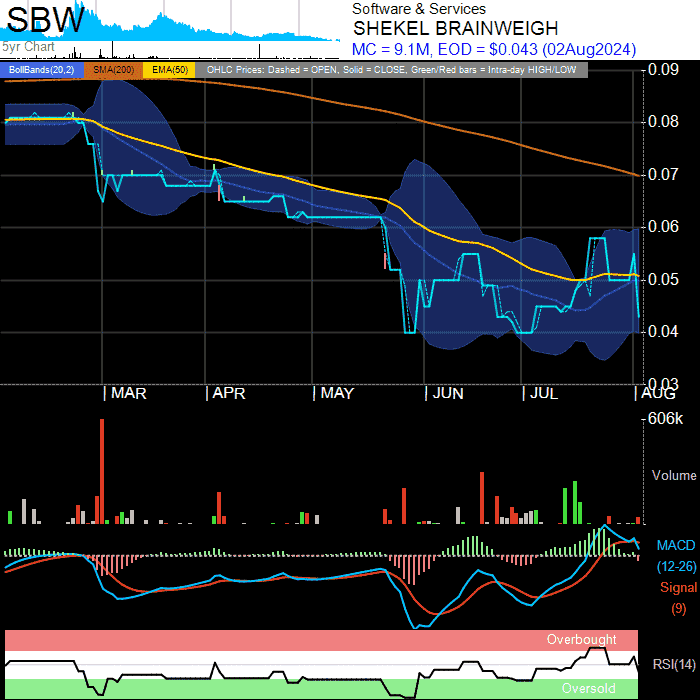 SBW
5yr Chart
Software & Services
SHEKEL BRAINWEIGH
MC = 9.1M, EOD = $0.043 (02Aug2024)
BollBands(20,2) SMA(200) EMA(50) OHLC Prices: Dashed = OPEN, Solid = CLOSE, Green/Red bars = Intra-day HIGH/LOW
0.09
0.08
0.07
0.06
0.05
0.04
0.03
MAR APR MAY JUN JUL AUG
606k
Volume
MACD
(12-26)
Signal
(9)
Overbought
RSI(14)
Oversold